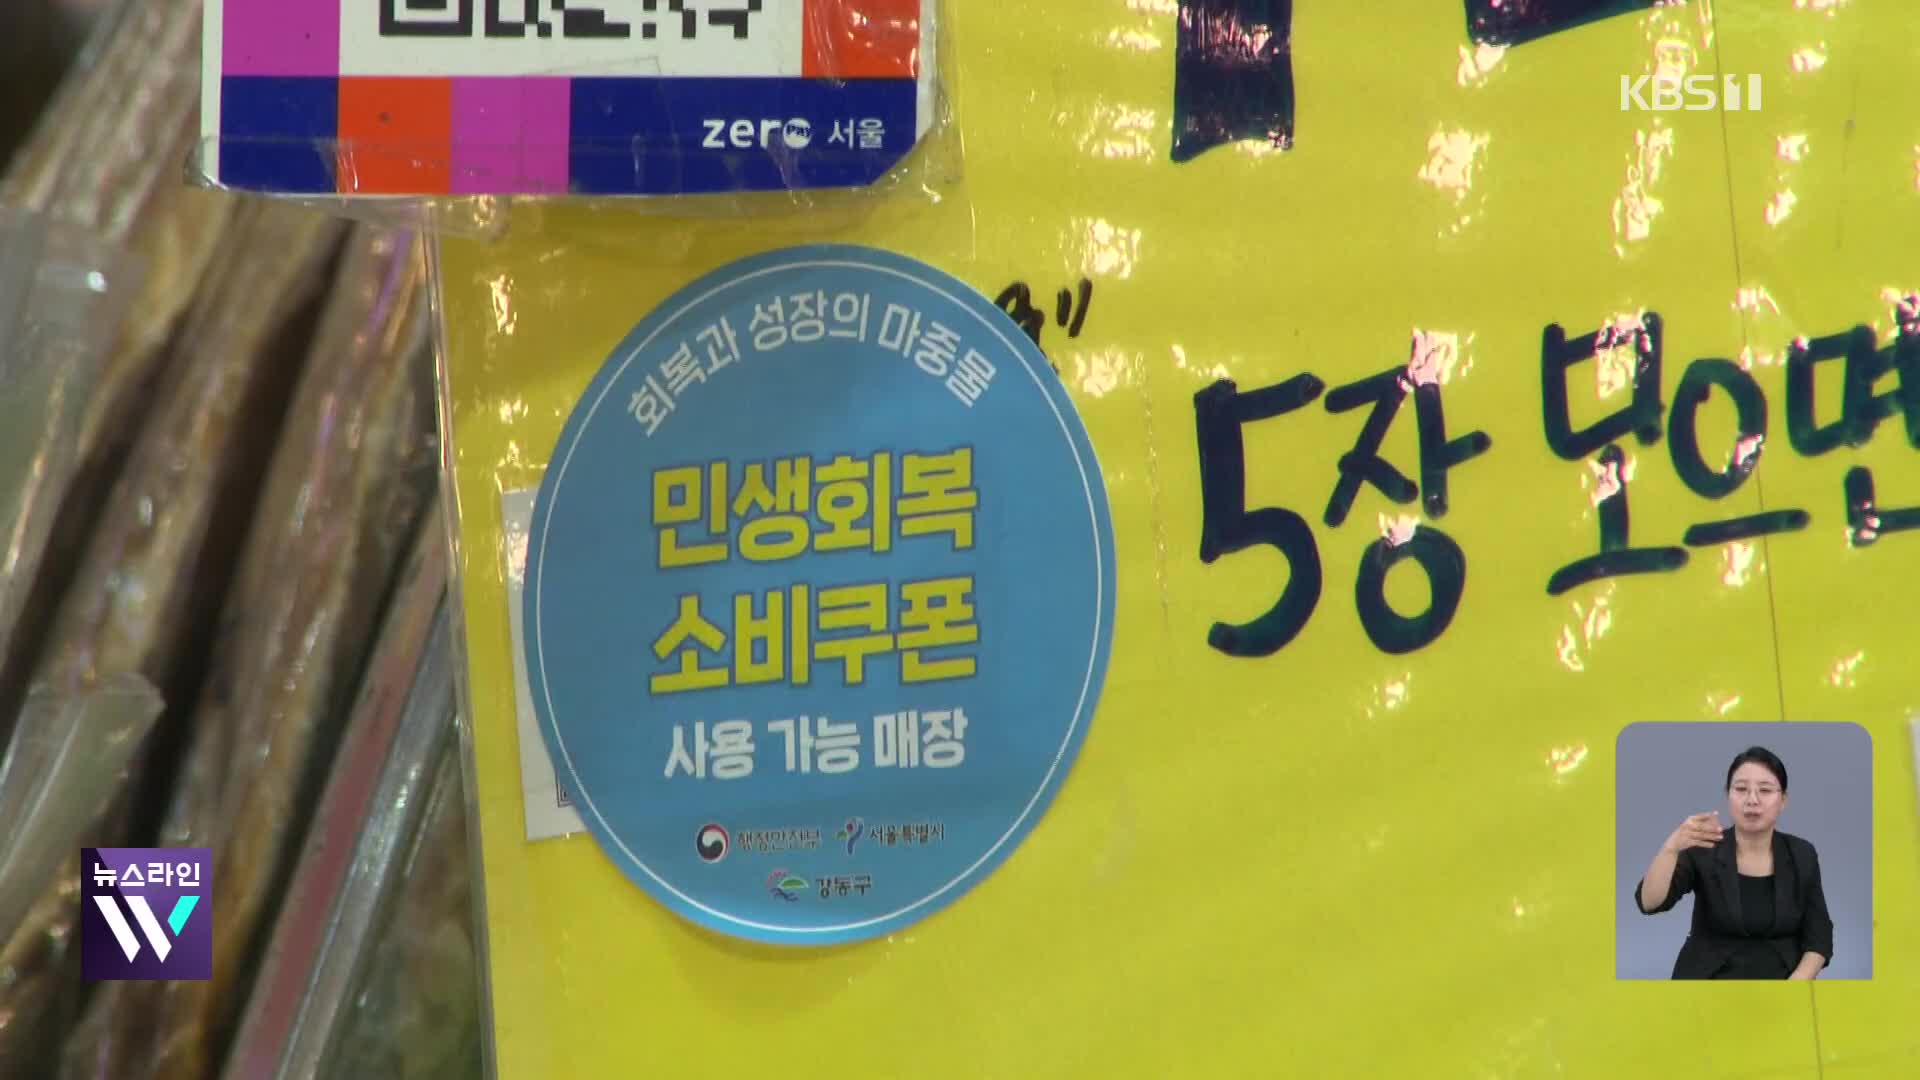 KBS1
zero Pay 서울
회복과 성장의 마중물
민생회복
소비쿠폰
사용 가능 매장
행정안전부 서울특별시
강동구
5장 모으면
뉴스라인
W